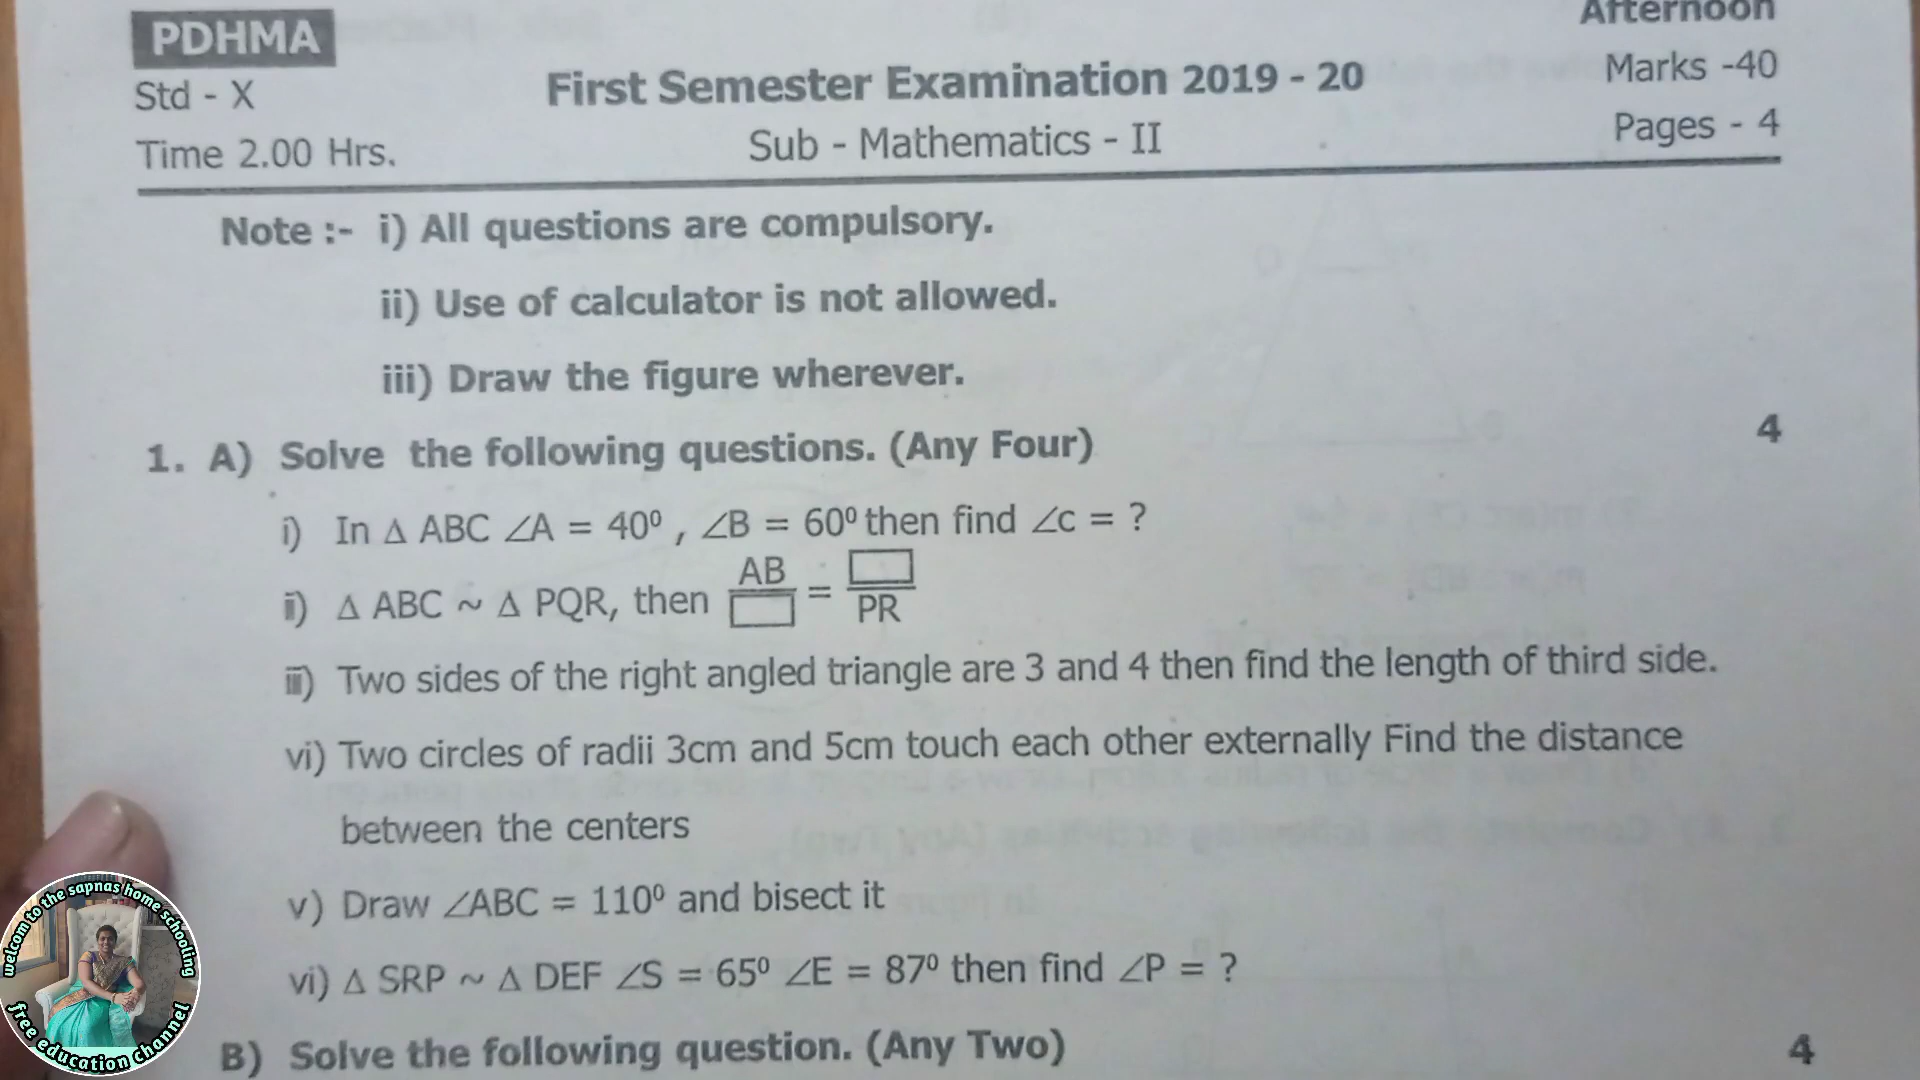 PDHMA
Afternoon
Std - X
First Semester Examination 2019 - 20
Marks -40
Time 2.00 Hrs.
Sub - Mathematics - II
Pages - 4
Note :- i) All questions are compulsory.
ii) Use of calculator is not allowed.
iii) Draw the figure wherever.
1. A) Solve the following questions. (Any Four) 4
i) In Δ ABC ∠A = 40⁰ , ∠B = 60⁰ then find ∠c = ?
ii) Δ ABC ~ Δ PQR, then AB/□ = □/PR
iii) Two sides of the right angled triangle are 3 and 4 then find the length of third side.
vi) Two circles of radii 3cm and 5cm touch each other externally Find the distance
between the centers
v) Draw ∠ABC = 110⁰ and bisect it
vi) Δ SRP ~ Δ DEF ∠S = 65⁰ ∠E = 87⁰ then find ∠P = ?
B) Solve the following question. (Any Two) 4
welcom to the sapnas home schooling
free education channel